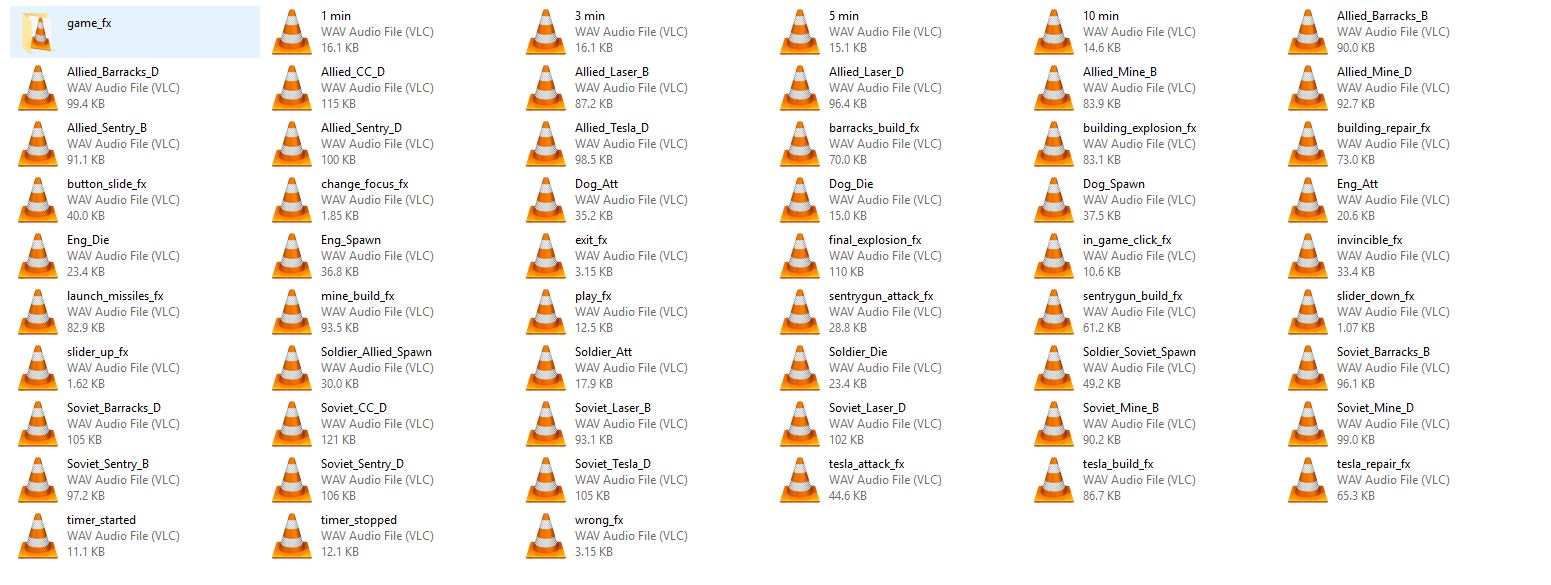 game_fx
1 min
WAV Audio File (VLC)
16.1 KB
3 min
WAV Audio File (VLC)
16.1 KB
5 min
WAV Audio File (VLC)
15.1 KB
10 min
WAV Audio File (VLC)
14.6 KB
Allied_Barracks_B
WAV Audio File (VLC)
90.0 KB
Allied_Barracks_D
WAV Audio File (VLC)
99.4 KB
Allied_CC_D
WAV Audio File (VLC)
115 KB
Allied_Laser_B
WAV Audio File (VLC)
87.2 KB
Allied_Laser_D
WAV Audio File (VLC)
96.4 KB
Allied_Mine_B
WAV Audio File (VLC)
83.9 KB
Allied_Mine_D
WAV Audio File (VLC)
92.7 KB
Allied_Sentry_B
WAV Audio File (VLC)
91.1 KB
Allied_Sentry_D
WAV Audio File (VLC)
100 KB
Allied_Tesla_D
WAV Audio File (VLC)
98.5 KB
barracks_build_fx
WAV Audio File (VLC)
70.0 KB
building_explosion_fx
WAV Audio File (VLC)
83.1 KB
building_repair_fx
WAV Audio File (VLC)
73.0 KB
button_slide_fx
WAV Audio File (VLC)
40.0 KB
change_focus_fx
WAV Audio File (VLC)
1.85 KB
Dog_Att
WAV Audio File (VLC)
35.2 KB
Dog_Die
WAV Audio File (VLC)
15.0 KB
Dog_Spawn
WAV Audio File (VLC)
37.5 KB
Eng_Att
WAV Audio File (VLC)
20.6 KB
Eng_Die
WAV Audio File (VLC)
23.4 KB
Eng_Spawn
WAV Audio File (VLC)
36.8 KB
exit_fx
WAV Audio File (VLC)
3.15 KB
final_explosion_fx
WAV Audio File (VLC)
110 KB
in_game_click_fx
WAV Audio File (VLC)
10.6 KB
invincible_fx
WAV Audio File (VLC)
33.4 KB
launch_missiles_fx
WAV Audio File (VLC)
82.9 KB
mine_build_fx
WAV Audio File (VLC)
93.5 KB
play_fx
WAV Audio File (VLC)
12.5 KB
sentrygun_attack_fx
WAV Audio File (VLC)
28.8 KB
sentrygun_build_fx
WAV Audio File (VLC)
61.2 KB
slider_down_fx
WAV Audio File (VLC)
1.07 KB
slider_up_fx
WAV Audio File (VLC)
1.62 KB
Soldier_Allied_Spawn
WAV Audio File (VLC)
30.0 KB
Soldier_Att
WAV Audio File (VLC)
17.9 KB
Soldier_Die
WAV Audio File (VLC)
23.4 KB
Soldier_Soviet_Spawn
WAV Audio File (VLC)
49.2 KB
Soviet_Barracks_B
WAV Audio File (VLC)
96.1 KB
Soviet_Barracks_D
WAV Audio File (VLC)
105 KB
Soviet_CC_D
WAV Audio File (VLC)
121 KB
Soviet_Laser_B
WAV Audio File (VLC)
93.1 KB
Soviet_Laser_D
WAV Audio File (VLC)
102 KB
Soviet_Mine_B
WAV Audio File (VLC)
90.2 KB
Soviet_Mine_D
WAV Audio File (VLC)
99.0 KB
Soviet_Sentry_B
WAV Audio File (VLC)
97.2 KB
Soviet_Sentry_D
WAV Audio File (VLC)
106 KB
Soviet_Tesla_D
WAV Audio File (VLC)
105 KB
tesla_attack_fx
WAV Audio File (VLC)
44.6 KB
tesla_build_fx
WAV Audio File (VLC)
86.7 KB
tesla_repair_fx
WAV Audio File (VLC)
65.3 KB
timer_started
WAV Audio File (VLC)
11.1 KB
timer_stopped
WAV Audio File (VLC)
12.1 KB
wrong_fx
WAV Audio File (VLC)
3.15 KB